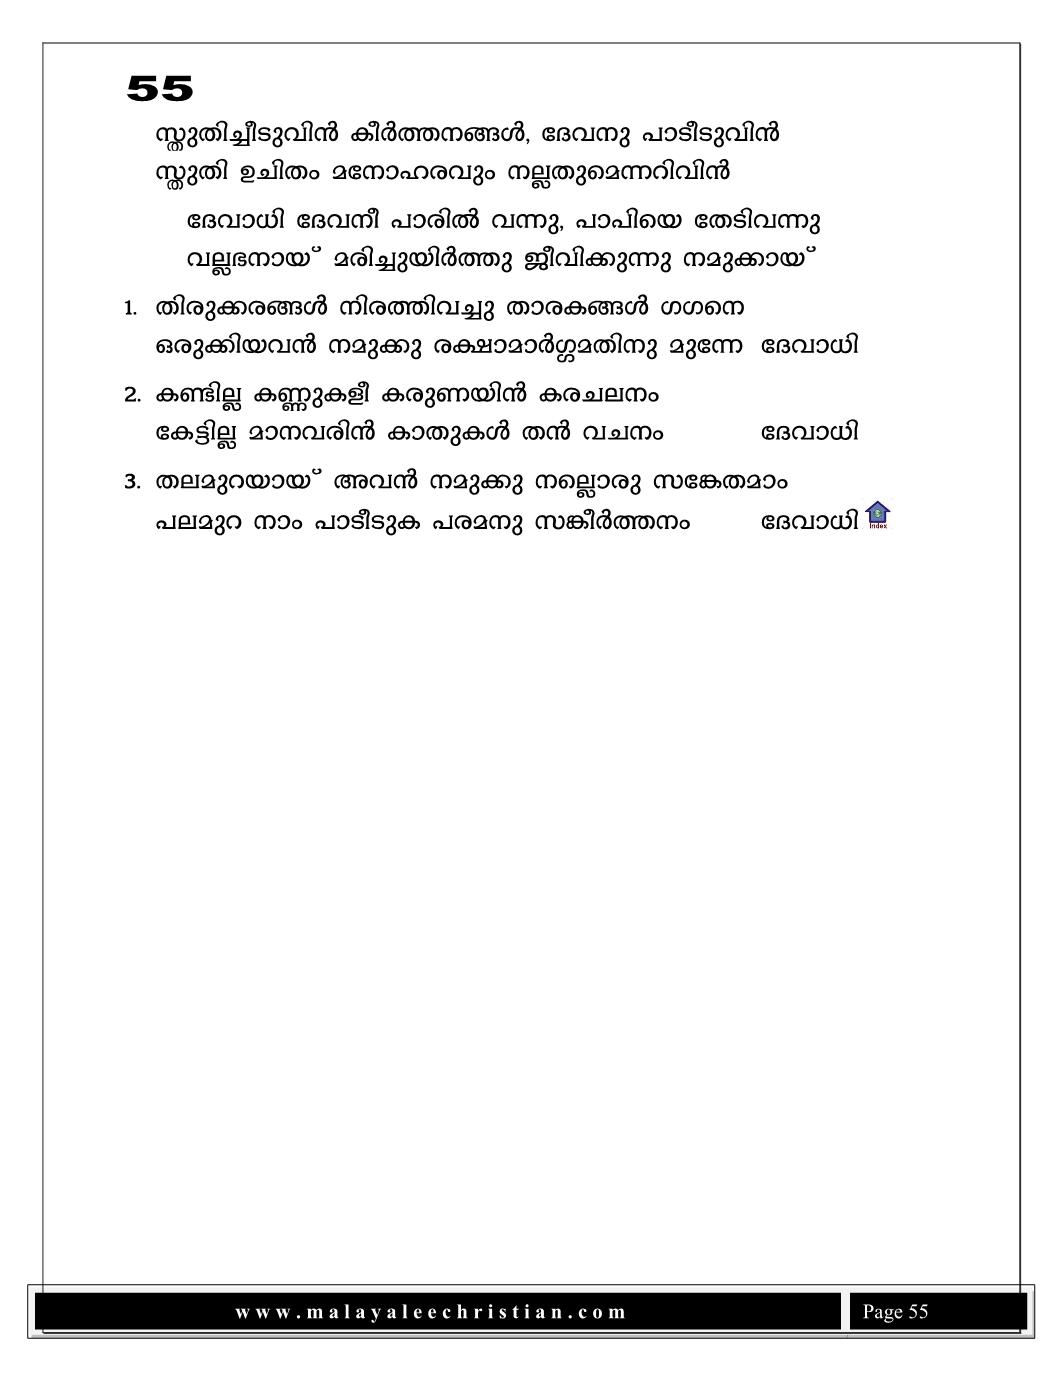 55
സ്തുതിച്ചീടുവിൻ കീർത്തനങ്ങൾ, ദേവനു പാടീടുവിൻ
സ്തുതി ഉചിതം മനോഹരവും നല്ലതുമെന്നറിവിൻ
ദേവാധി ദേവനീ പാരിൽ വന്നു, പാപിയെ തേടിവന്നു
വല്ലഭനായ് മരിച്ചുയിർത്തു ജീവിക്കുന്നു നമുക്കായ്
1. തിരുക്കരങ്ങൾ നിരത്തിവച്ചു താരകങ്ങൾ ഗഗനെ
ഒരുക്കിയവൻ നമുക്കു രക്ഷാമാർഗ്ഗമതിനു മുന്നേ ദേവാധി
2. കണ്ടില്ല കണ്ണുകളീ കരുണയിൻ കരചലനം
കേട്ടില്ല മാനവരിൻ കാതുകൾ തൻ വചനം ദേവാധി
3. തലമുറയായ് അവൻ നമുക്കു നല്ലൊരു സങ്കേതമാം
പലമുറ നാം പാടീടുക പരമനു സങ്കീർത്തനം ദേവാധി
Index
www.malayaleechristian.com Page 55